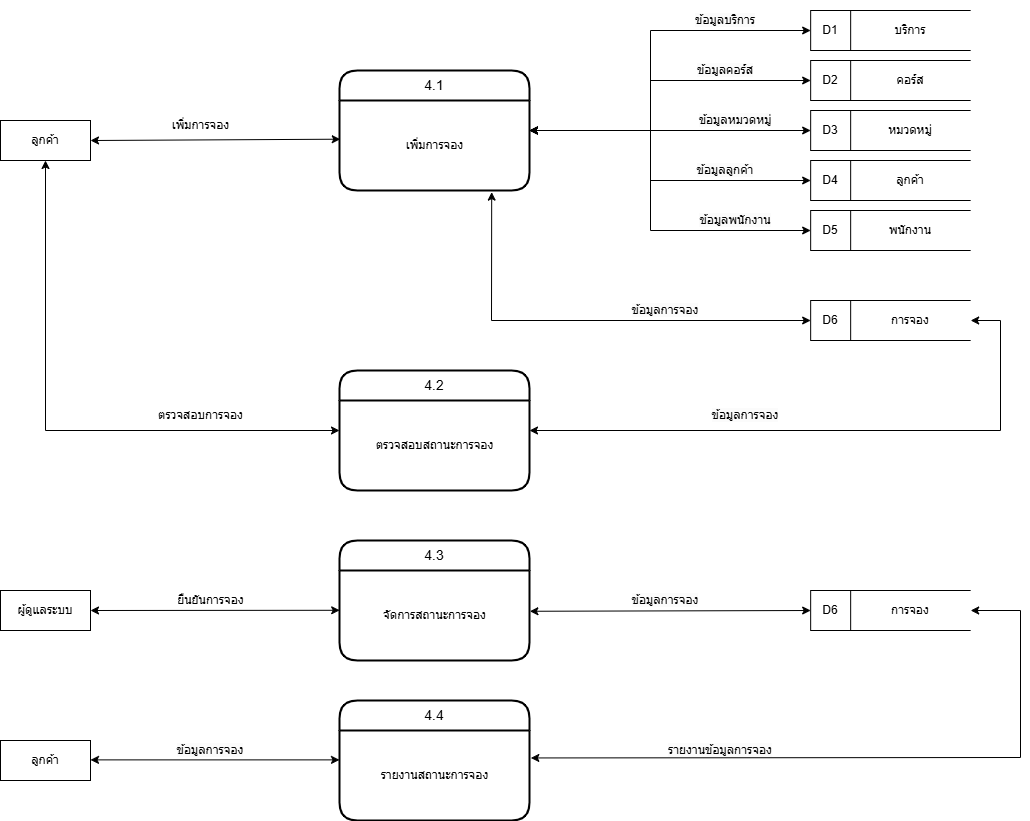 ข้อมูลบริการ
D1 บริการ
ข้อมูลคอร์ส
D2 คอร์ส
4.1
เพิ่มการจอง
ลูกค้า
เพิ่มการจอง
ข้อมูลหมวดหมู่
D3 หมวดหมู่
ข้อมูลลูกค้า
D4 ลูกค้า
ข้อมูลพนักงาน
D5 พนักงาน
ข้อมูลการจอง
D6 การจอง
4.2
ตรวจสอบการจอง
ตรวจสอบสถานะการจอง
ข้อมูลการจอง
4.3
ผู้ดูแลระบบ
ยืนยันการจอง
จัดการสถานะการจอง
ข้อมูลการจอง
D6 การจอง
4.4
ลูกค้า
ข้อมูลการจอง
รายงานสถานะการจอง
รายงานข้อมูลการจอง